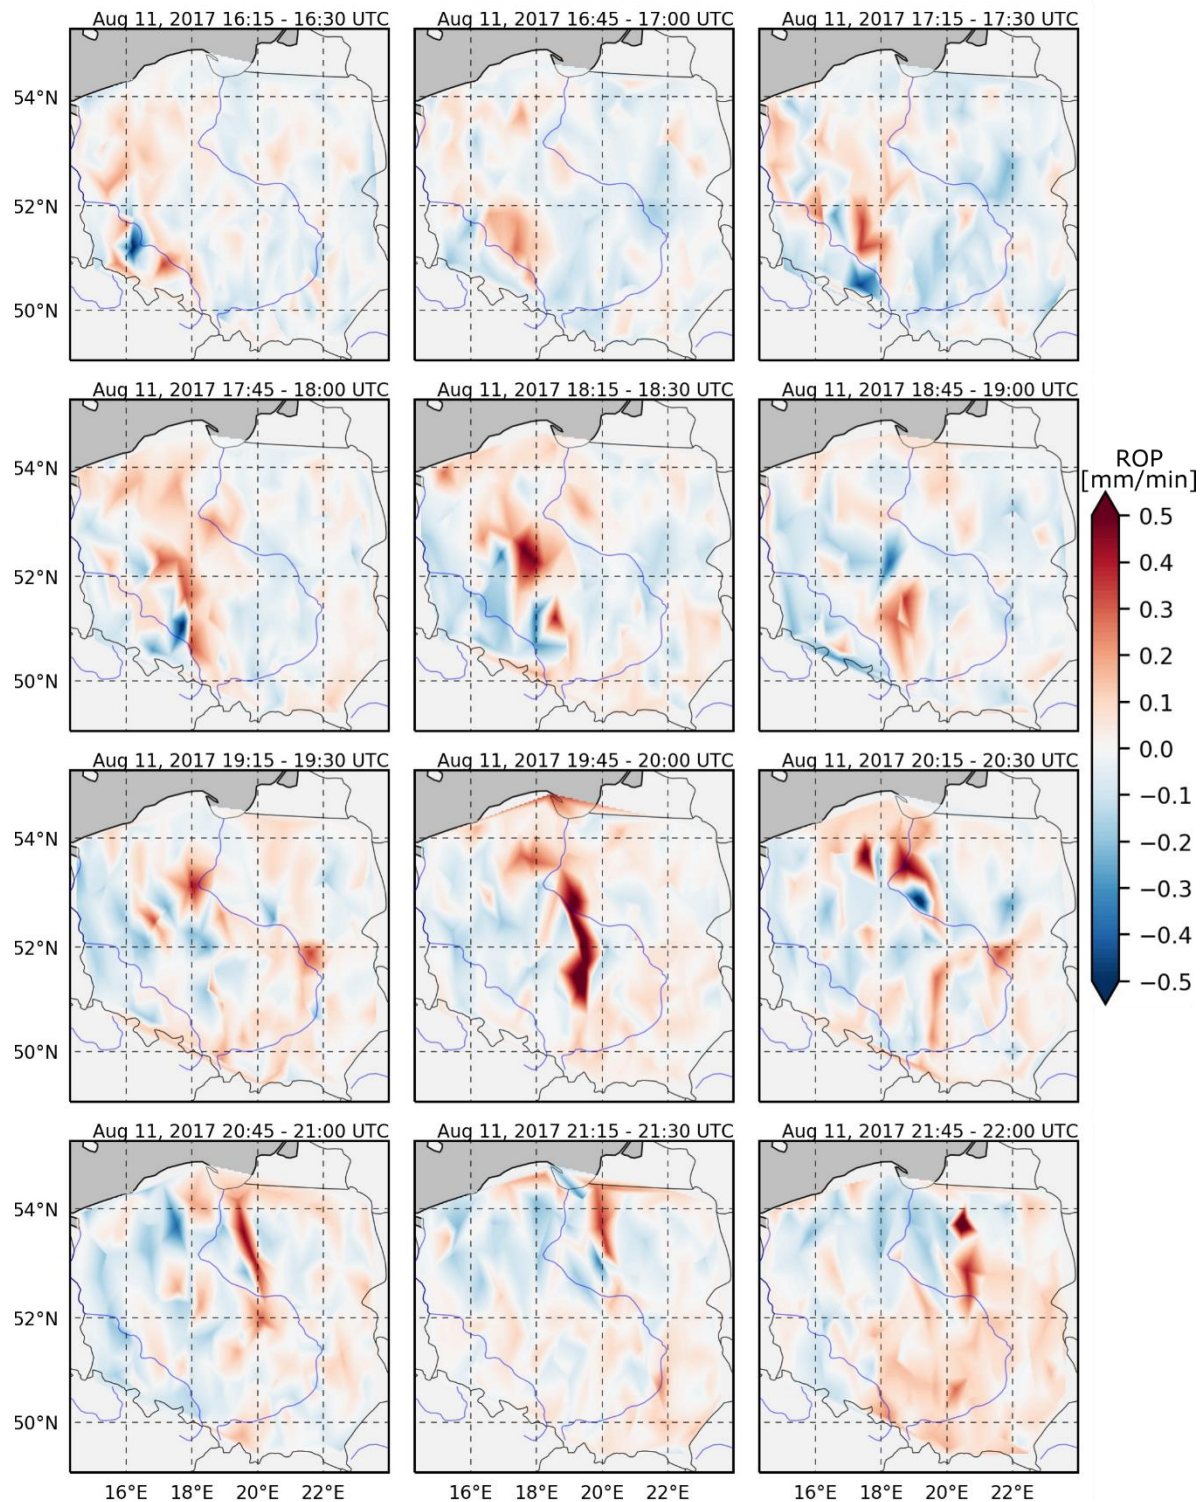 Aug 11, 2017 16:15 - 16:30 UTC
Aug 11, 2017 16:45 - 17:00 UTC
Aug 11, 2017 17:15 - 17:30 UTC
54°N
52°N
50°N
Aug 11, 2017 17:45 - 18:00 UTC
Aug 11, 2017 18:15 - 18:30 UTC
Aug 11, 2017 18:45 - 19:00 UTC
54°N
52°N
50°N
ROP
[mm/min]
0.5
0.4
0.3
0.2
0.1
0.0
−0.1
−0.2
−0.3
−0.4
−0.5
Aug 11, 2017 19:15 - 19:30 UTC
Aug 11, 2017 19:45 - 20:00 UTC
Aug 11, 2017 20:15 - 20:30 UTC
54°N
52°N
50°N
Aug 11, 2017 20:45 - 21:00 UTC
Aug 11, 2017 21:15 - 21:30 UTC
Aug 11, 2017 21:45 - 22:00 UTC
54°N
52°N
50°N
16°E 18°E 20°E 22°E
16°E 18°E 20°E 22°E
16°E 18°E 20°E 22°E